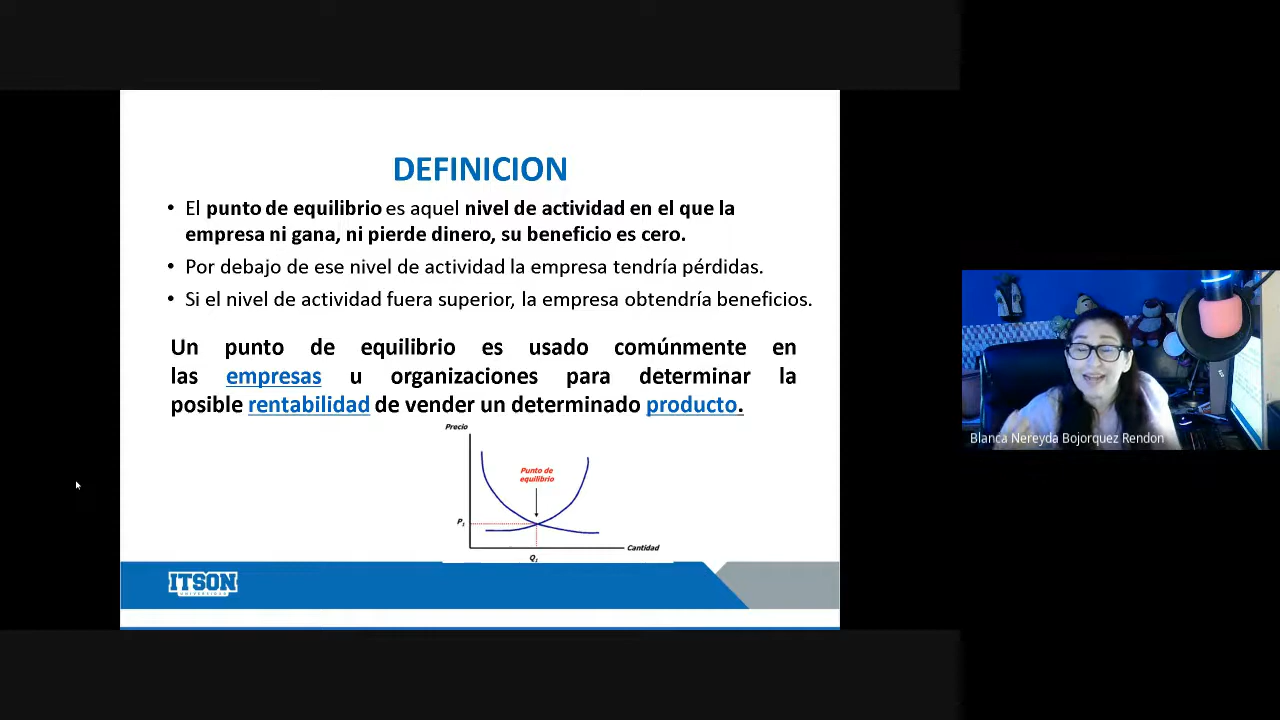 DEFINICION
• El punto de equilibrio es aquel nivel de actividad en el que la
empresa ni gana, ni pierde dinero, su beneficio es cero.
• Por debajo de ese nivel de actividad la empresa tendría pérdidas.
• Si el nivel de actividad fuera superior, la empresa obtendría beneficios.
Un punto de equilibrio es usado comúnmente en
las empresas u organizaciones para determinar la
posible rentabilidad de vender un determinado producto.
Precio
Punto de
equilibrio
P1
Cantidad
Q1
ITSON
UNIVERSIDAD
Blanca Nereyda Bojorquez Rendon